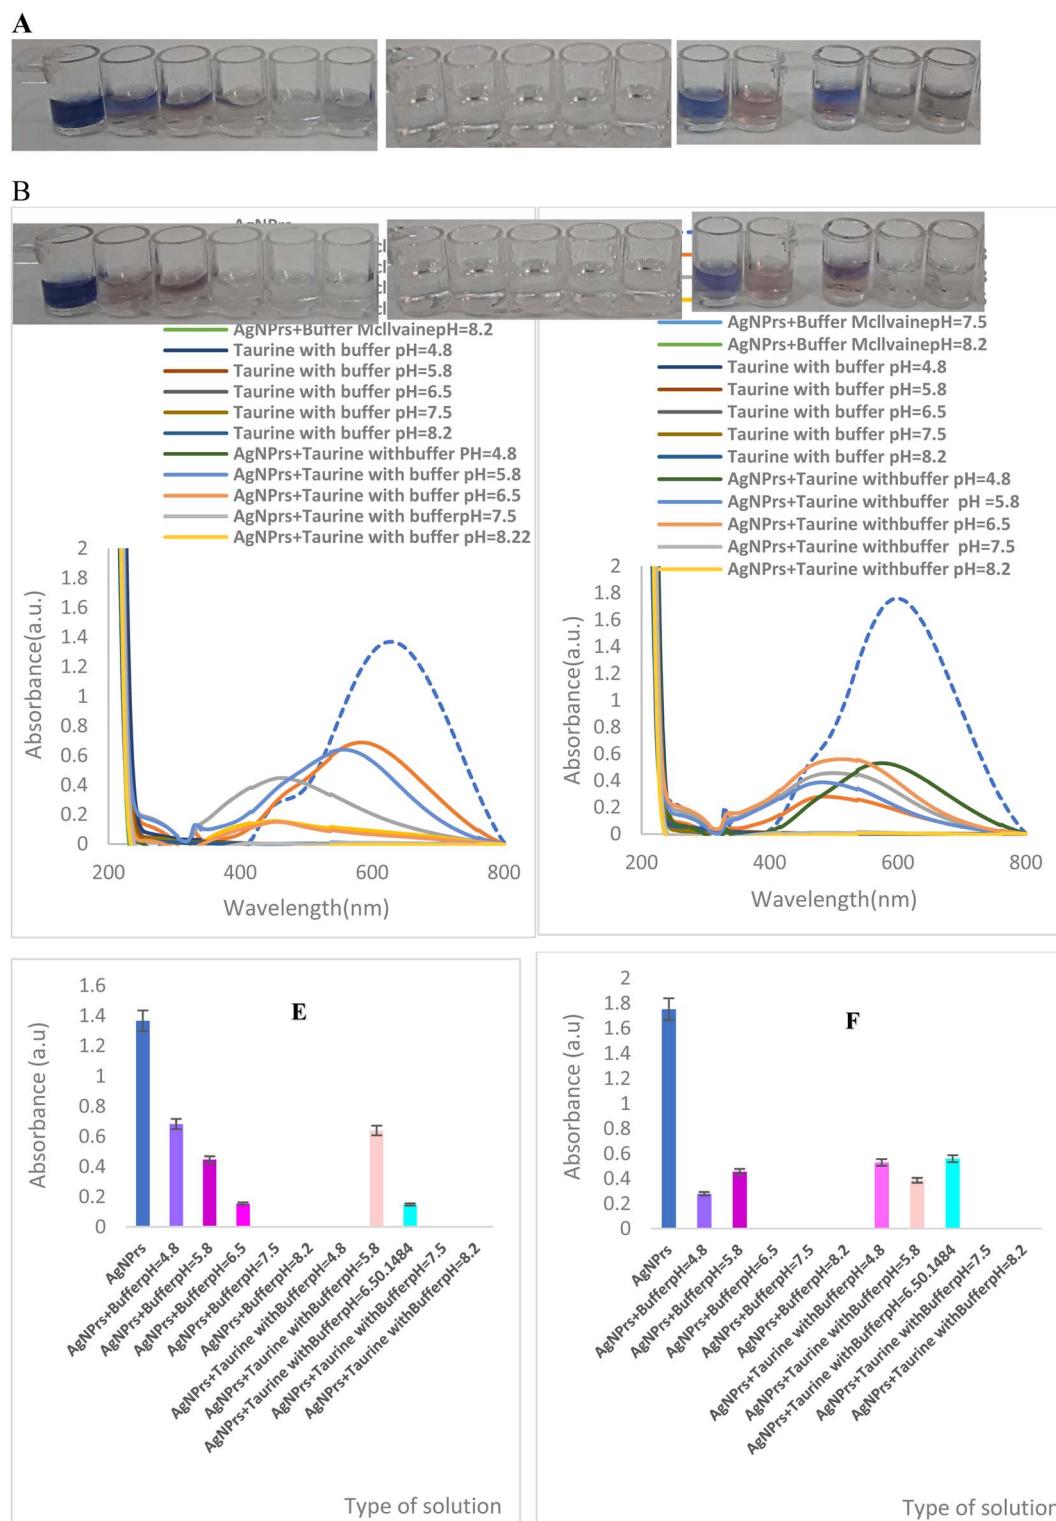 A
B
AgNPrs+Buffer McIlvainepH=8.2
Taurine with buffer pH=4.8
Taurine with buffer pH=5.8
Taurine with buffer pH=6.5
Taurine with buffer pH=7.5
Taurine with buffer pH=8.2
AgNPrs+Taurine withbuffer PH=4.8
AgNPrs+Taurine with buffer pH=5.8
AgNPrs+Taurine with buffer pH=6.5
AgNprs+Taurine with bufferpH=7.5
AgNprs+Taurine with buffer pH=8.22
2
1.8
1.6
1.4
1.2
1
0.8
0.6
0.4
0.2
0
Absorbance(a.u.)
200 400 600 800
Wavelength(nm)
AgNPrs+Buffer McIlvainepH=7.5
AgNPrs+Buffer McIlvainepH=8.2
Taurine with buffer pH=4.8
Taurine with buffer pH=5.8
Taurine with buffer pH=6.5
Taurine with buffer pH=7.5
Taurine with buffer pH=8.2
AgNPrs+Taurine withbuffer pH=4.8
AgNPrs+Taurine withbuffer pH =5.8
AgNPrs+Taurine withbuffer pH=6.5
AgNPrs+Taurine withbuffer pH=7.5
AgNPrs+Taurine withbuffer pH=8.2
2
1.8
1.6
1.4
1.2
1
0.8
0.6
0.4
0.2
0
Absorbance(a.u.)
200 400 600 800
Wavelength(nm)
E
1.6
1.4
1.2
1
0.8
0.6
0.4
0.2
0
Absorbance (a.u)
AgNPrs
AgNPrs+BufferpH=4.8
AgNPrs+BufferpH=5.8
AgNPrs+BufferpH=6.5
AgNPrs+BufferpH=7.5
AgNPrs+BufferpH=8.2
AgNPrs+Taurine withBufferpH=4.8
AgNPrs+Taurine withBufferpH=5.8
AgNPrs+Taurine withBufferpH=6.50.1484
AgNPrs+Taurine withBufferpH=7.5
AgNPrs+Taurine withBufferpH=8.2
Type of solution
F
2
1.8
1.6
1.4
1.2
1
0.8
0.6
0.4
0.2
0
Absorbance (a.u)
AgNPrs
AgNPrs+BufferpH=4.8
AgNPrs+BufferpH=5.8
AgNPrs+BufferpH=6.5
AgNPrs+BufferpH=7.5
AgNPrs+BufferpH=8.2
AgNPrs+Taurine withBufferpH=4.8
AgNPrs+Taurine withBufferpH=5.8
AgNPrs+Taurine withBufferpH=6.50.1484
AgNPrs+Taurine withBufferpH=7.5
AgNPrs+Taurine withBufferpH=8.2
Type of solution